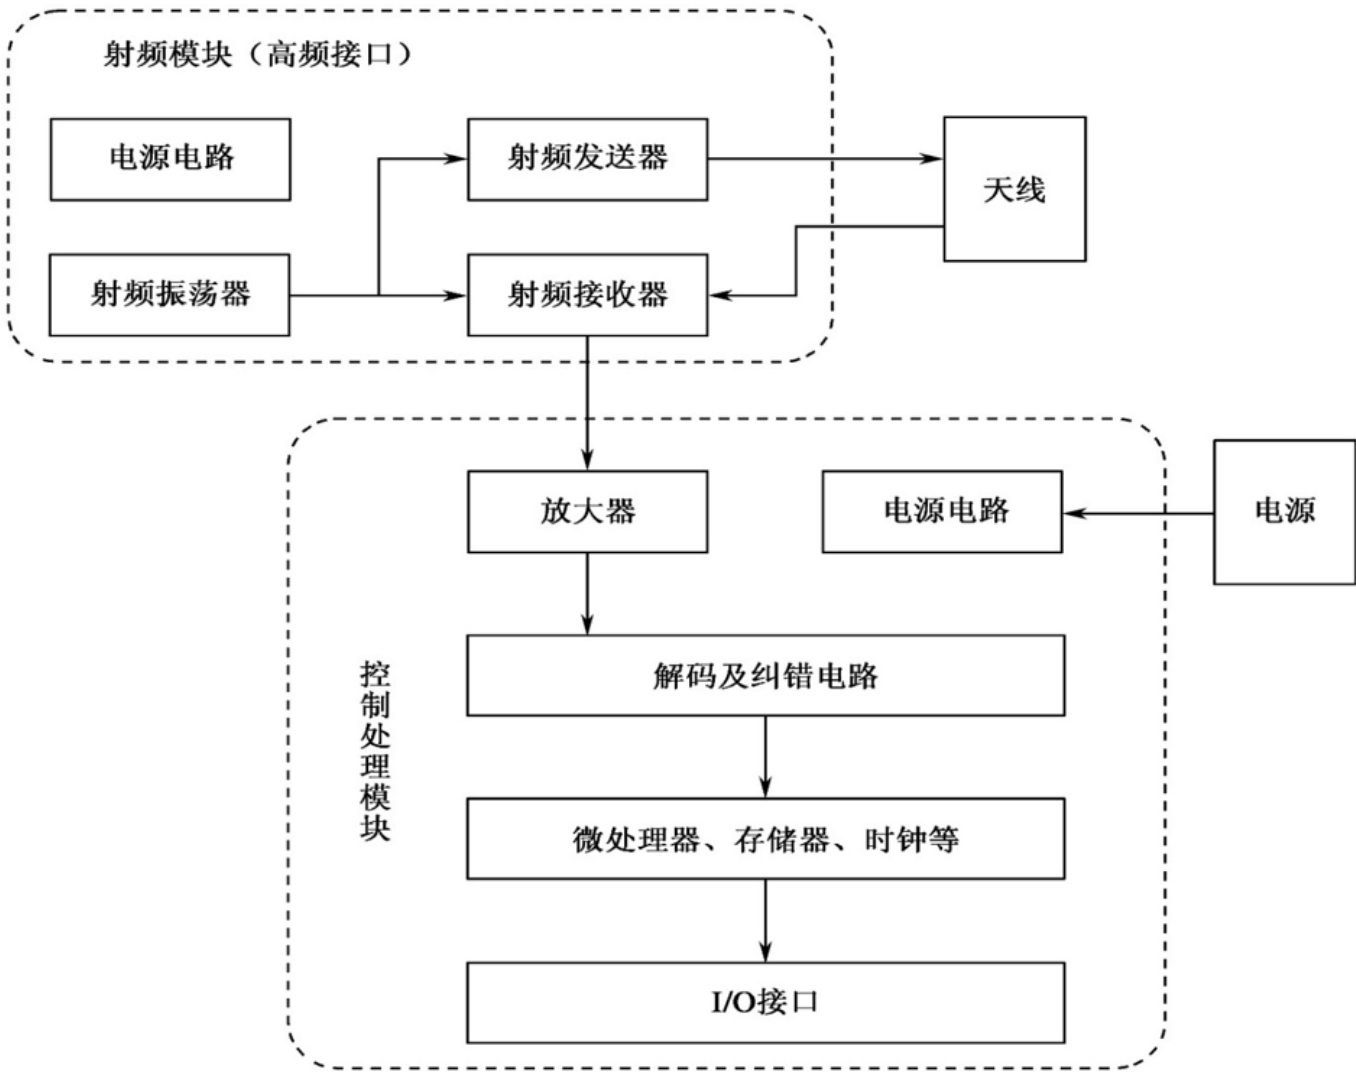 射频模块（高频接口）
电源电路
射频发送器
天线
射频振荡器
射频接收器
放大器
电源电路
电源
控制处理模块
解码及纠错电路
微处理器、存储器、时钟等
I/O接口